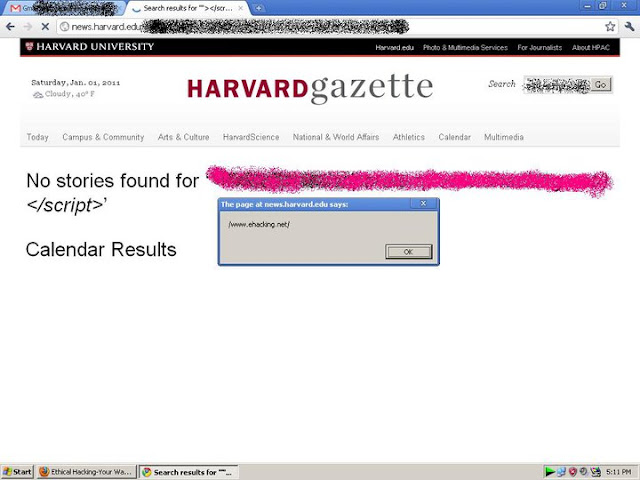 Gm
Search results for ""></scr...
news.harvard.edu
HARVARD UNIVERSITY
Harvard.edu Photo & Multimedia Services For Journalists About HPAC
Saturday, Jan. 01, 2011
Cloudy, 40° F
HARVARDgazette
Search Go
Today Campus & Community Arts & Culture HarvardScience National & World Affairs Athletics Calendar Multimedia
No stories found for
</script>'
The page at news.harvard.edu says:
/www.ehacking.net/
OK
Calendar Results
Start Ethical Hacking-Your Wa... Search results for ""“... 5:11 PM